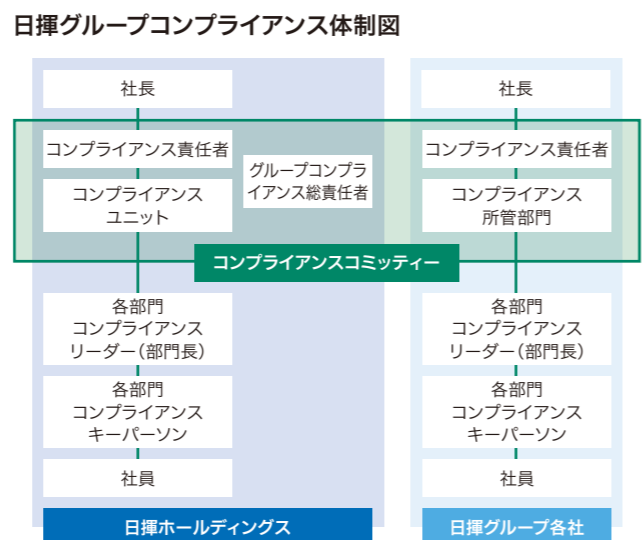 日揮グループコンプライアンス体制図
社長
コンプライアンス責任者
コンプライアンス
ユニット
グループコンプラ
イアンス総責任者
コンプライアンスコミッティー
各部門
コンプライアンス
リーダー（部門長）
各部門
コンプライアンス
キーパーソン
社員
日揮ホールディングス
社長
コンプライアンス責任者
コンプライアンス
所管部門
各部門
コンプライアンス
リーダー（部門長）
各部門
コンプライアンス
キーパーソン
社員
日揮グループ各社